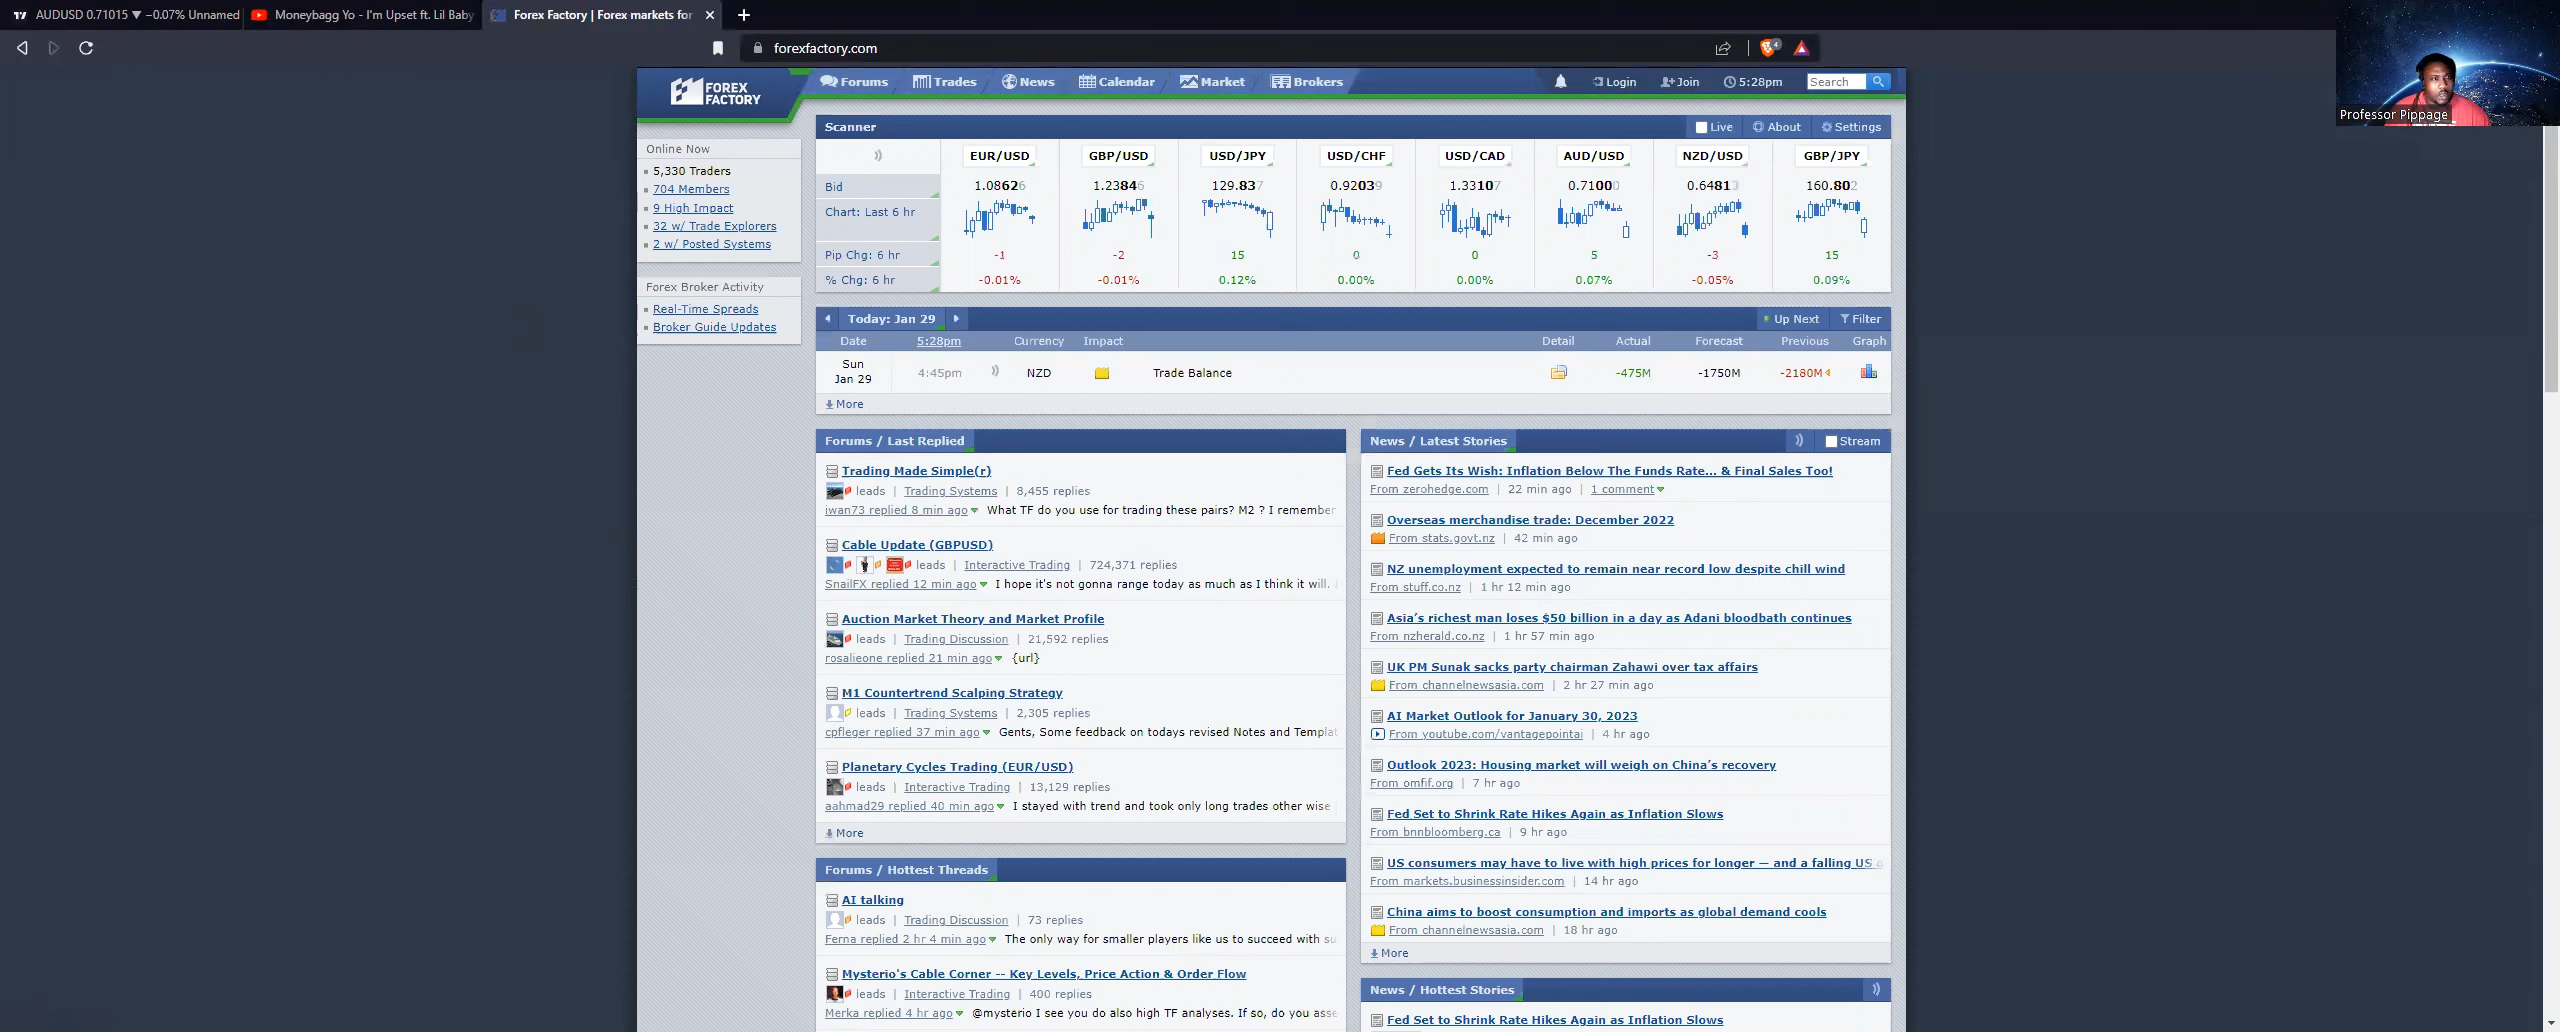 AUDUSD 0.71015 ▼ −0.07% Unnamed
Moneybagg Yo - I'm Upset ft. Lil Baby
Forex Factory | Forex markets for
forexfactory.com
Professor Pippage
FOREX FACTORY
Forums
Trades
News
Calendar
Market
Brokers
Login
Join
5:28pm
Search
Online Now
5,330 Traders
704 Members
9 High Impact
32 w/ Trade Explorers
2 w/ Posted Systems
Forex Broker Activity
Real-Time Spreads
Broker Guide Updates
Scanner
Live
About
Settings
EUR/USD GBP/USD USD/JPY USD/CHF USD/CAD AUD/USD NZD/USD GBP/JPY
Bid 1.08626 1.23846 129.837 0.92039 1.33107 0.71000 0.64813 160.802
Chart: Last 6 hr
Pip Chg: 6 hr -1 -2 15 0 0 5 -3 15
% Chg: 6 hr -0.01% -0.01% 0.12% 0.00% 0.00% 0.07% -0.05% 0.09%
Today: Jan 29
Up Next
Filter
Date 5:28pm Currency Impact Detail Actual Forecast Previous Graph
Sun
Jan 29
4:45pm NZD Trade Balance -475M -1750M -2180M
More
Forums / Last Replied
Trading Made Simple(r)
leads | Trading Systems | 8,455 replies
iwan73 replied 8 min ago What TF do you use for trading these pairs? M2 ? I remember
Cable Update (GBPUSD)
leads | Interactive Trading | 724,371 replies
SnailFX replied 12 min ago I hope it's not gonna range today as much as I think it will.
Auction Market Theory and Market Profile
leads | Trading Discussion | 21,592 replies
rosalieone replied 21 min ago {url}
M1 Countertrend Scalping Strategy
leads | Trading Systems | 2,305 replies
cpfleger replied 37 min ago Gents, Some feedback on todays revised Notes and Templat
Planetary Cycles Trading (EUR/USD)
leads | Interactive Trading | 13,129 replies
aahmad29 replied 40 min ago I stayed with trend and took only long trades other wise
More
Forums / Hottest Threads
AI talking
leads | Trading Discussion | 73 replies
Ferna replied 2 hr 4 min ago The only way for smaller players like us to succeed with su
Mysterio's Cable Corner -- Key Levels, Price Action & Order Flow
leads | Interactive Trading | 400 replies
Merka replied 4 hr ago @mysterio I see you do also high TF analyses. If so, do you asse
News / Latest Stories
Stream
Fed Gets Its Wish: Inflation Below The Funds Rate... & Final Sales Too!
From zerohedge.com | 22 min ago | 1 comment
Overseas merchandise trade: December 2022
From stats.govt.nz | 42 min ago
NZ unemployment expected to remain near record low despite chill wind
From stuff.co.nz | 1 hr 12 min ago
Asia's richest man loses $50 billion in a day as Adani bloodbath continues
From nzherald.co.nz | 1 hr 57 min ago
UK PM Sunak sacks party chairman Zahawi over tax affairs
From channelnewsasia.com | 2 hr 27 min ago
AI Market Outlook for January 30, 2023
From youtube.com/vantagepointai | 4 hr ago
Outlook 2023: Housing market will weigh on China's recovery
From omfif.org | 7 hr ago
Fed Set to Shrink Rate Hikes Again as Inflation Slows
From bnnbloomberg.ca | 9 hr ago
US consumers may have to live with high prices for longer — and a falling US
From markets.businessinsider.com | 14 hr ago
China aims to boost consumption and imports as global demand cools
From channelnewsasia.com | 18 hr ago
More
News / Hottest Stories
Fed Set to Shrink Rate Hikes Again as Inflation Slows